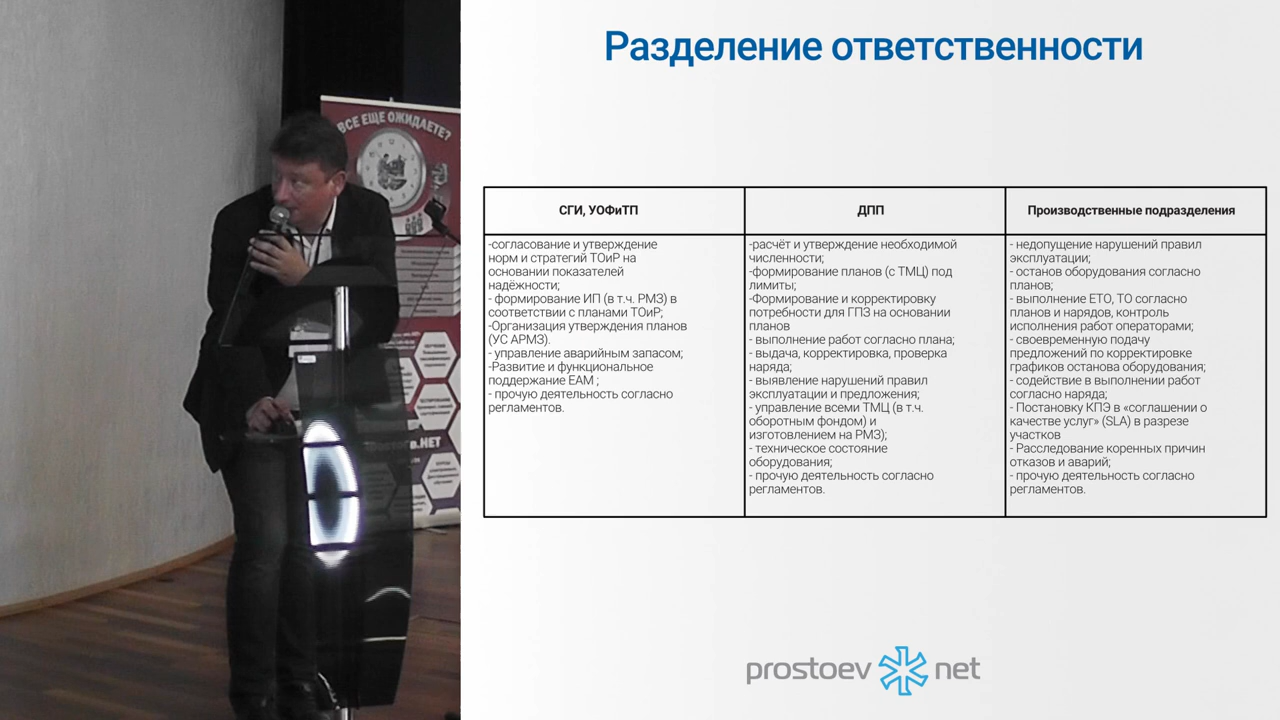 Разделение ответственности
СГИ, УОФиТП
ДПП
Производственные подразделения
-согласование и утверждение
норм и стратегий ТОиР на
основании показателей
надёжности;
- формирование ИП (в т.ч. РМЗ) в
соответствии с планами ТОиР;
-Организация утверждения планов
(УС АРМЗ).
- управление аварийным запасом;
-Развитие и функциональное
поддержание ЕАМ ;
- прочую деятельность согласно
регламентов.
-расчёт и утверждение необходимой
численности;
-формирование планов (с ТМЦ) под
лимиты;
-Формирование и корректировку
потребности для ГПЗ на основании
планов
- выполнение работ согласно плана;
- выдача, корректировка, проверка
наряда;
- выявление нарушений правил
эксплуатации и предложения;
- управление всеми ТМЦ (в т.ч.
оборотным фондом) и
изготовлением на РМЗ);
- техническое состояние
оборудования;
- прочую деятельность согласно
регламентов.
- недопущение нарушений правил
эксплуатации;
- останов оборудования согласно
планов;
- выполнение ЕТО, ТО согласно
планов и нарядов, контроль
исполнения работ операторами;
- своевременную подачу
предложений по корректировке
графиков останова оборудования;
- содействие в выполнении работ
согласно наряда;
- Постановку КПЭ в «соглашении о
качестве услуг» (SLA) в разрезе
участков
- Расследование коренных причин
отказов и аварий;
- прочую деятельность согласно
регламентов.
prostoev net
ВСЕ ЕЩЕ ОЖИДАЕТЕ?